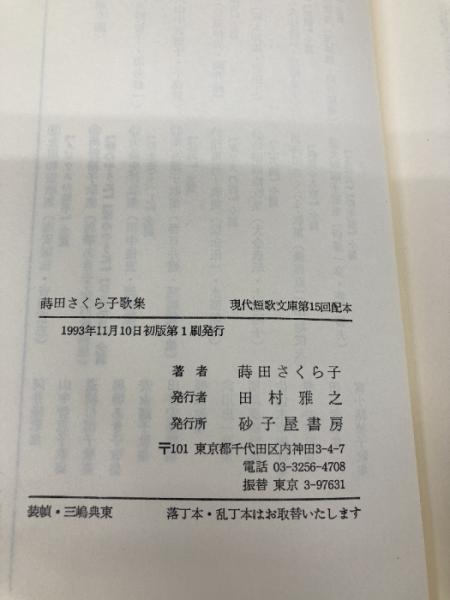 蒔田さくら子歌集 現代短歌文庫第15回配本
1993年11月10日初版第1刷発行
著者 蒔田さくら子
発行者 田村雅之
発行所 砂子屋書房
〒101 東京都千代田区内神田3-4-7
電話 03-3256-4708
振替 東京 3-97631
装幀・三嶋典東 落丁本・乱丁本はお取替いたします